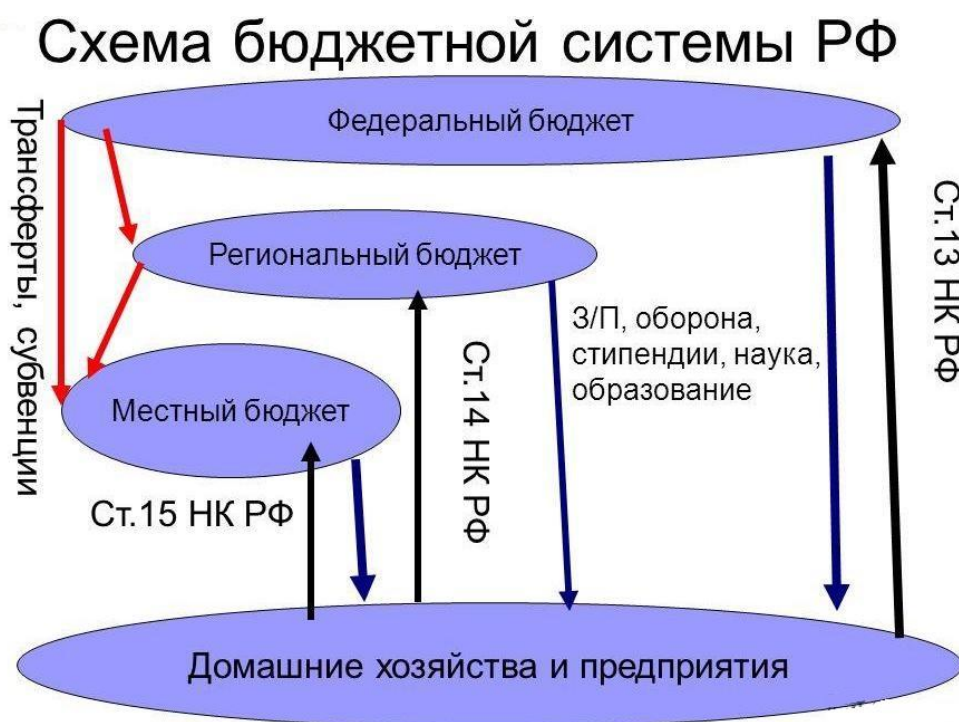 Схема бюджетной системы РФ
Трансферты, субвенции
Федеральный бюджет
Ст.13 НК РФ
Региональный бюджет
З/П, оборона,
стипендии, наука,
образование
Ст.14 НК РФ
Местный бюджет
Ст.15 НК РФ
Домашние хозяйства и предприятия